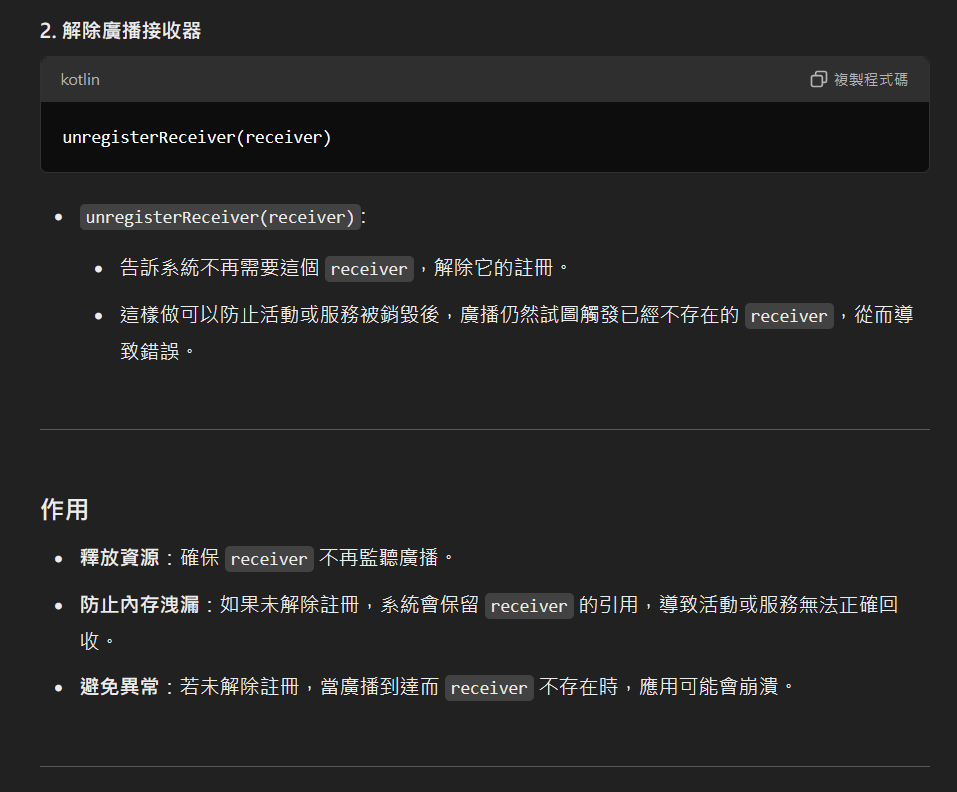 2. 解除廣播接收器
kotlin
複製程式碼
unregisterReceiver(receiver)
unregisterReceiver(receiver):
告訴系統不再需要這個 receiver，解除它的註冊。
這樣做可以防止活動或服務被銷毀後，廣播仍然試圖觸發已經不存在的 receiver，從而導
致錯誤。
作用
釋放資源：確保 receiver 不再監聽廣播。
防止內存洩漏：如果未解除註冊，系統會保留 receiver 的引用，導致活動或服務無法正確回
收。
避免異常：若未解除註冊，當廣播到達而 receiver 不存在時，應用可能會崩潰。